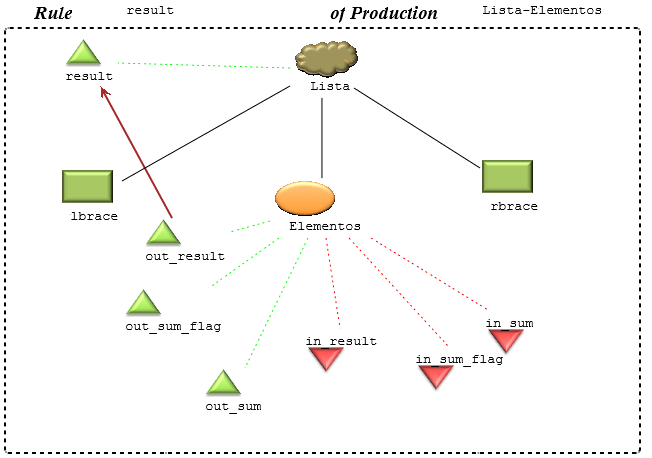 Rule result of Production Lista-Elementos
result
Lista
lbrace
rbrace
Elementos
out_result
out_sum_flag
in_sum
in_result
in_sum_flag
out_sum